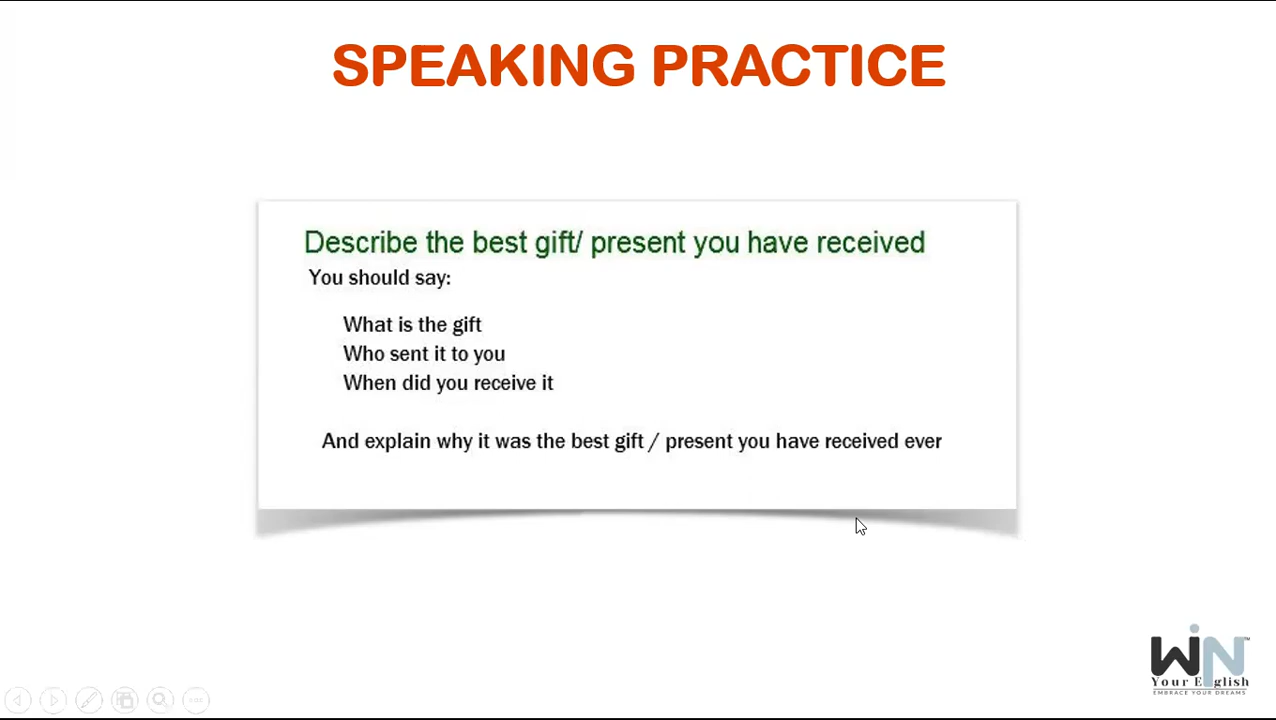 SPEAKING PRACTICE
Describe the best gift/ present you have received
You should say:
What is the gift
Who sent it to you
When did you receive it
And explain why it was the best gift / present you have received ever
WiN
Your English
EMBRACE YOUR DREAMS